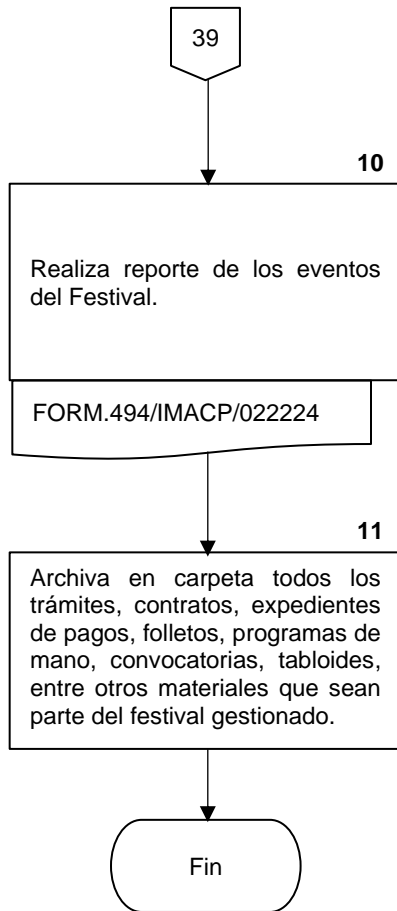 39
10
Realiza reporte de los eventos
del Festival.
FORM.494/IMACP/022224
11
Archiva en carpeta todos los
trámites, contratos, expedientes
de pagos, folletos, programas de
mano, convocatorias, tabloides,
entre otros materiales que sean
parte del festival gestionado.
Fin